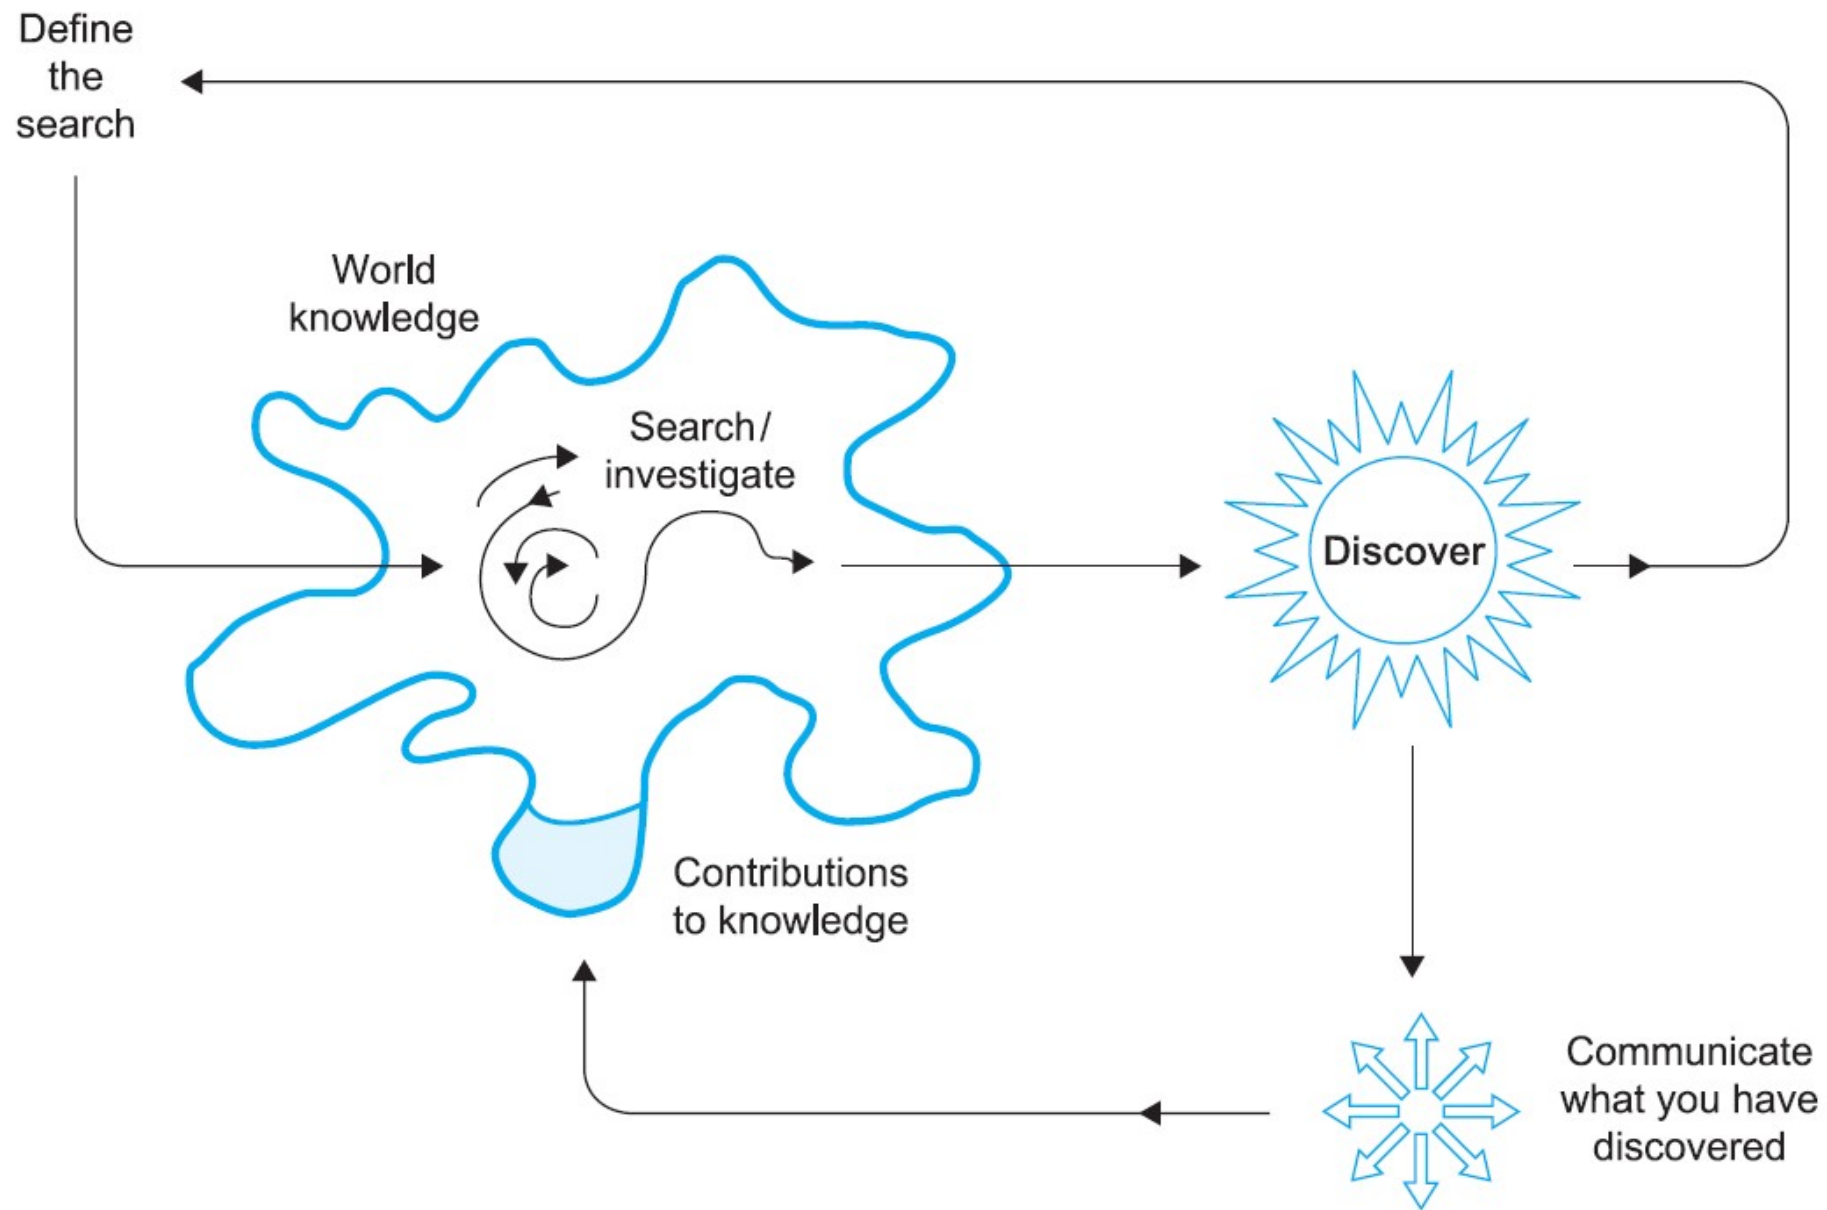 Define
the
search
World
knowledge
Search/
investigate
Discover
Contributions
to knowledge
Communicate
what you have
discovered